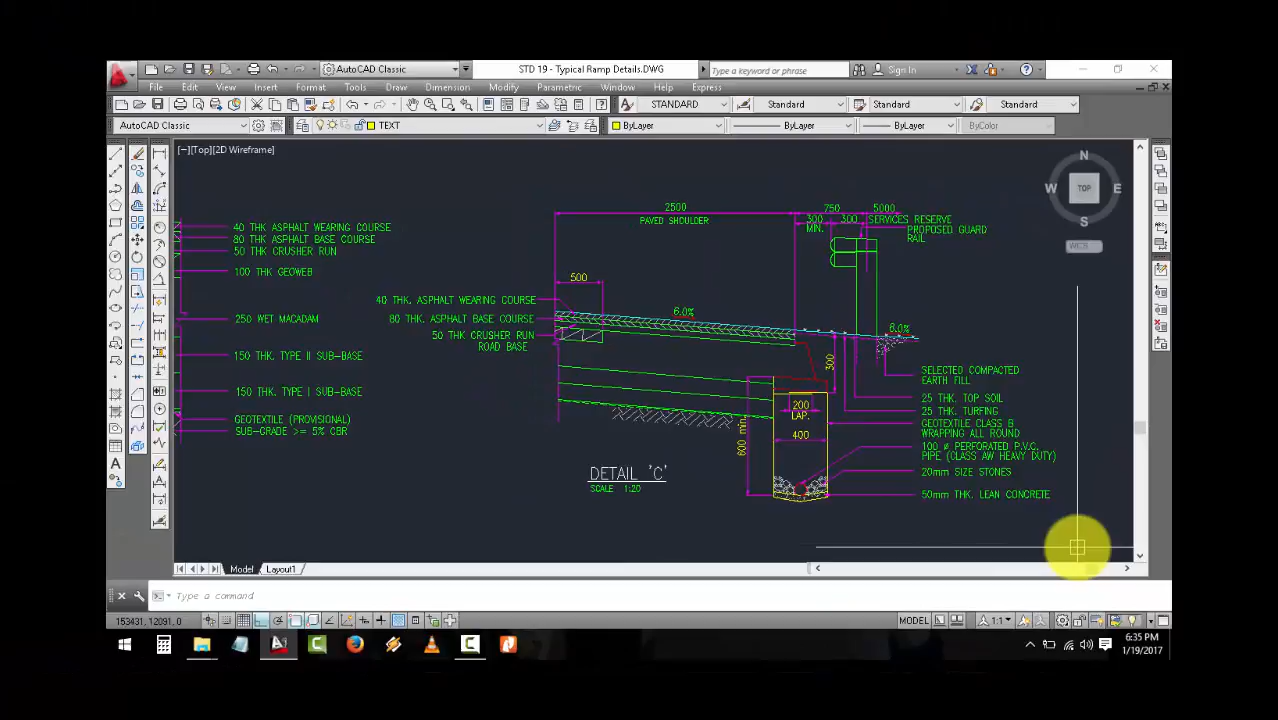 AutoCAD Classic
STD 19 - Typical Ramp Details.DWG
Type a keyword or phrase
Sign In
File Edit View Insert Format Tools Draw Dimension Modify Parametric Window Help Express
STANDARD
Standard
Standard
Standard
AutoCAD Classic
TEXT
ByLayer
ByLayer
ByLayer
ByColor
[−][Top][2D Wireframe]
N
W
TOP
E
S
WCS
40 THK ASPHALT WEARING COURSE
80 THK ASPHALT BASE COURSE
50 THK CRUSHER RUN
100 THK GEOWEB
250 WET MACADAM
150 THK. TYPE II SUB-BASE
150 THK. TYPE I SUB-BASE
GEOTEXTILE (PROVISIONAL)
SUB-GRADE >= 5% CBR
2500
PAVED SHOULDER
750
5000
300
MIN.
300
SERVICES RESERVE
PROPOSED GUARD
RAIL
500
40 THK. ASPHALT WEARING COURSE
80 THK. ASPHALT BASE COURSE
50 THK CRUSHER RUN
ROAD BASE
6.0%
8.0%
300
SELECTED COMPACTED
EARTH FILL
25 THK. TOP SOIL
25 THK. TURFING
GEOTEXTILE CLASS B
WRAPPING ALL ROUND
100 ø PERFORATED P.V.C.
PIPE (CLASS AW HEAVY DUTY)
20mm SIZE STONES
50mm THK. LEAN CONCRETE
200
LAP.
400
600 min.
DETAIL 'C'
SCALE 1:20
Model
Layout1
Type a command
153431, 12091, 0
MODEL
1:1
6:35 PM
1/19/2017